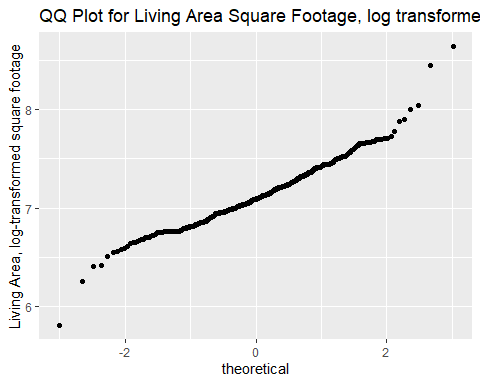 QQ Plot for Living Area Square Footage, log transforme
Living Area, log-transformed square footage
8
7
6
-2
0
2
theoretical